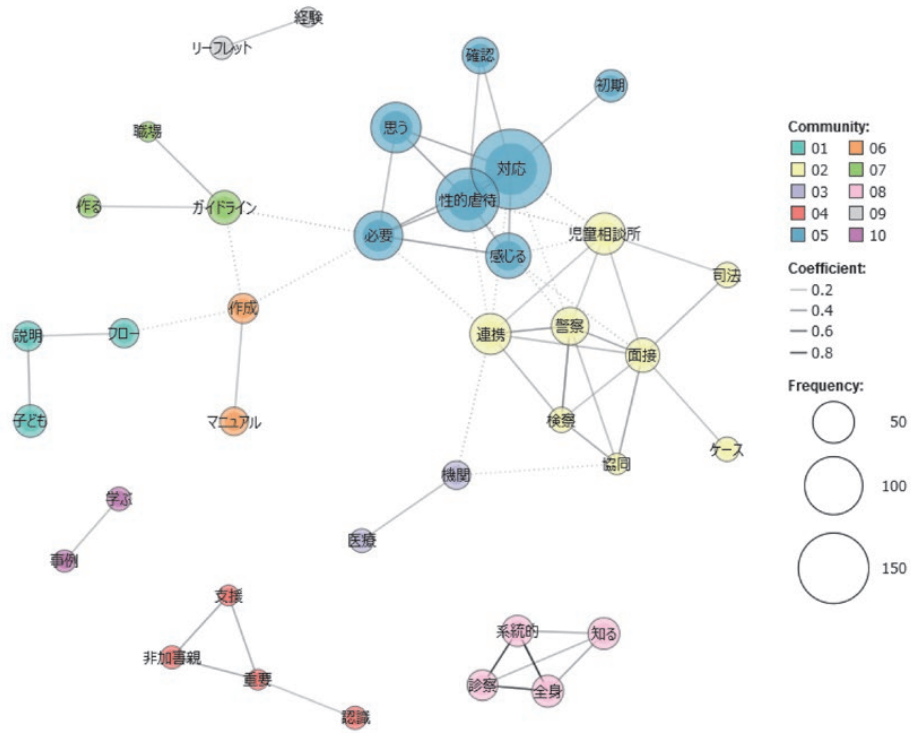 経験
リーフレット
確認
初期
職場
思う
対応
作る
ガイドライン
性的虐待
必要
感じる
児童相談所
司法
作成
連携
警察
面接
説明
フロー
子ども
マニュアル
検察
協同
ケース
機関
医療
学ぶ
事例
支援
非加害親
重要
認識
系統的
知る
診察
全身
Community:
01 06
02 07
03 08
04 09
05 10
Coefficient:
0.2
0.4
0.6
0.8
Frequency:
50
100
150